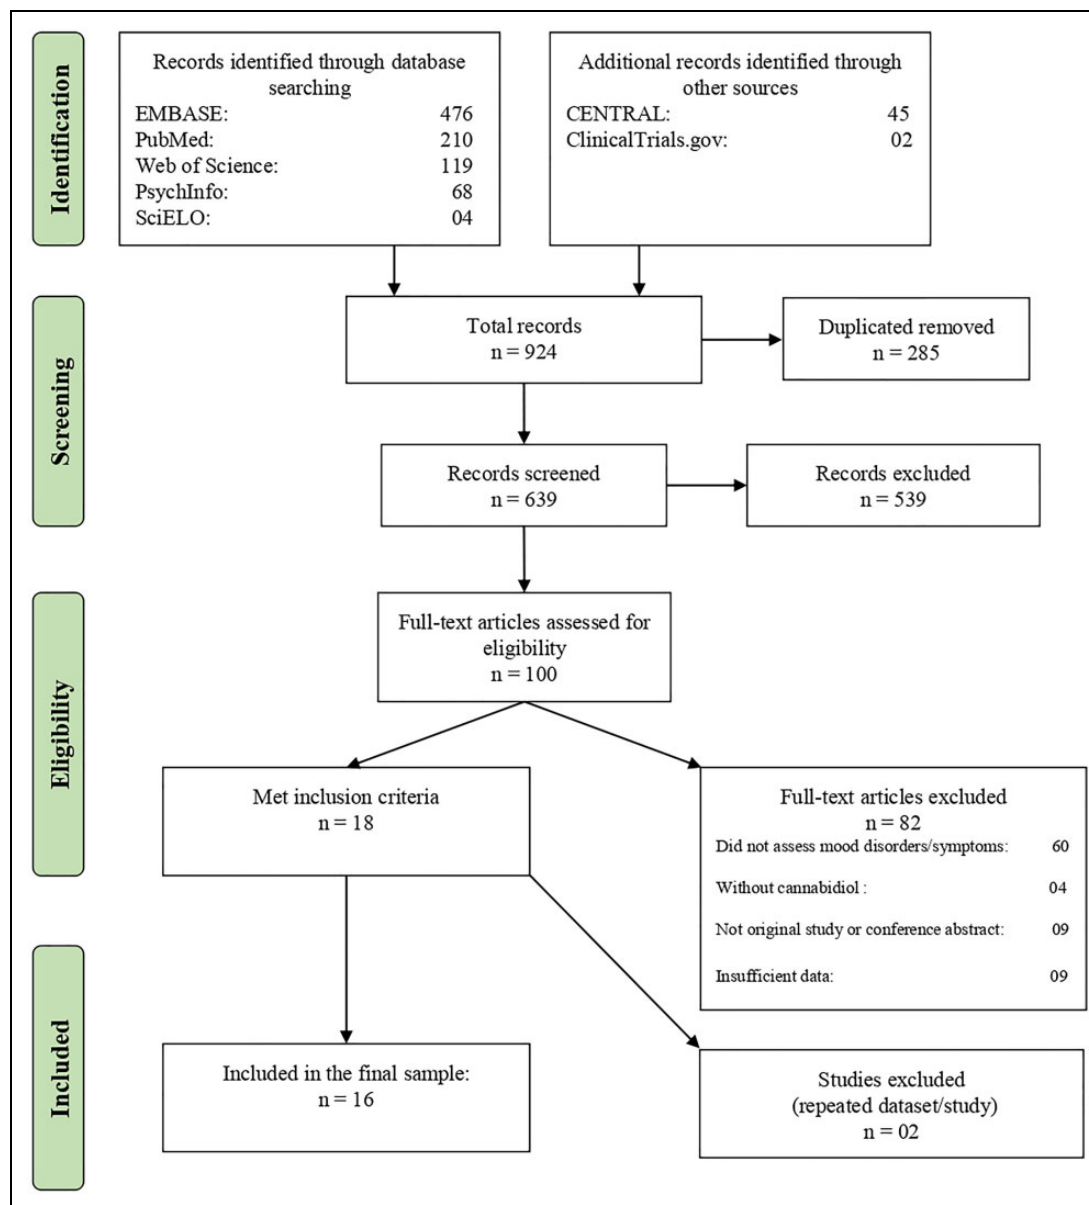 Identification
Records identified through database
searching
EMBASE: 476
PubMed: 210
Web of Science: 119
PsychInfo: 68
SciELO: 04
Additional records identified through
other sources
CENTRAL: 45
ClinicalTrials.gov: 02
Screening
Total records
n = 924
Duplicated removed
n = 285
Records screened
n = 639
Records excluded
n = 539
Eligibility
Full-text articles assessed for
eligibility
n = 100
Met inclusion criteria
n = 18
Full-text articles excluded
n = 82
Did not assess mood disorders/symptoms: 60
Without cannabidiol : 04
Not original study or conference abstract: 09
Insufficient data: 09
Included
Included in the final sample:
n = 16
Studies excluded
(repeated dataset/study)
n = 02